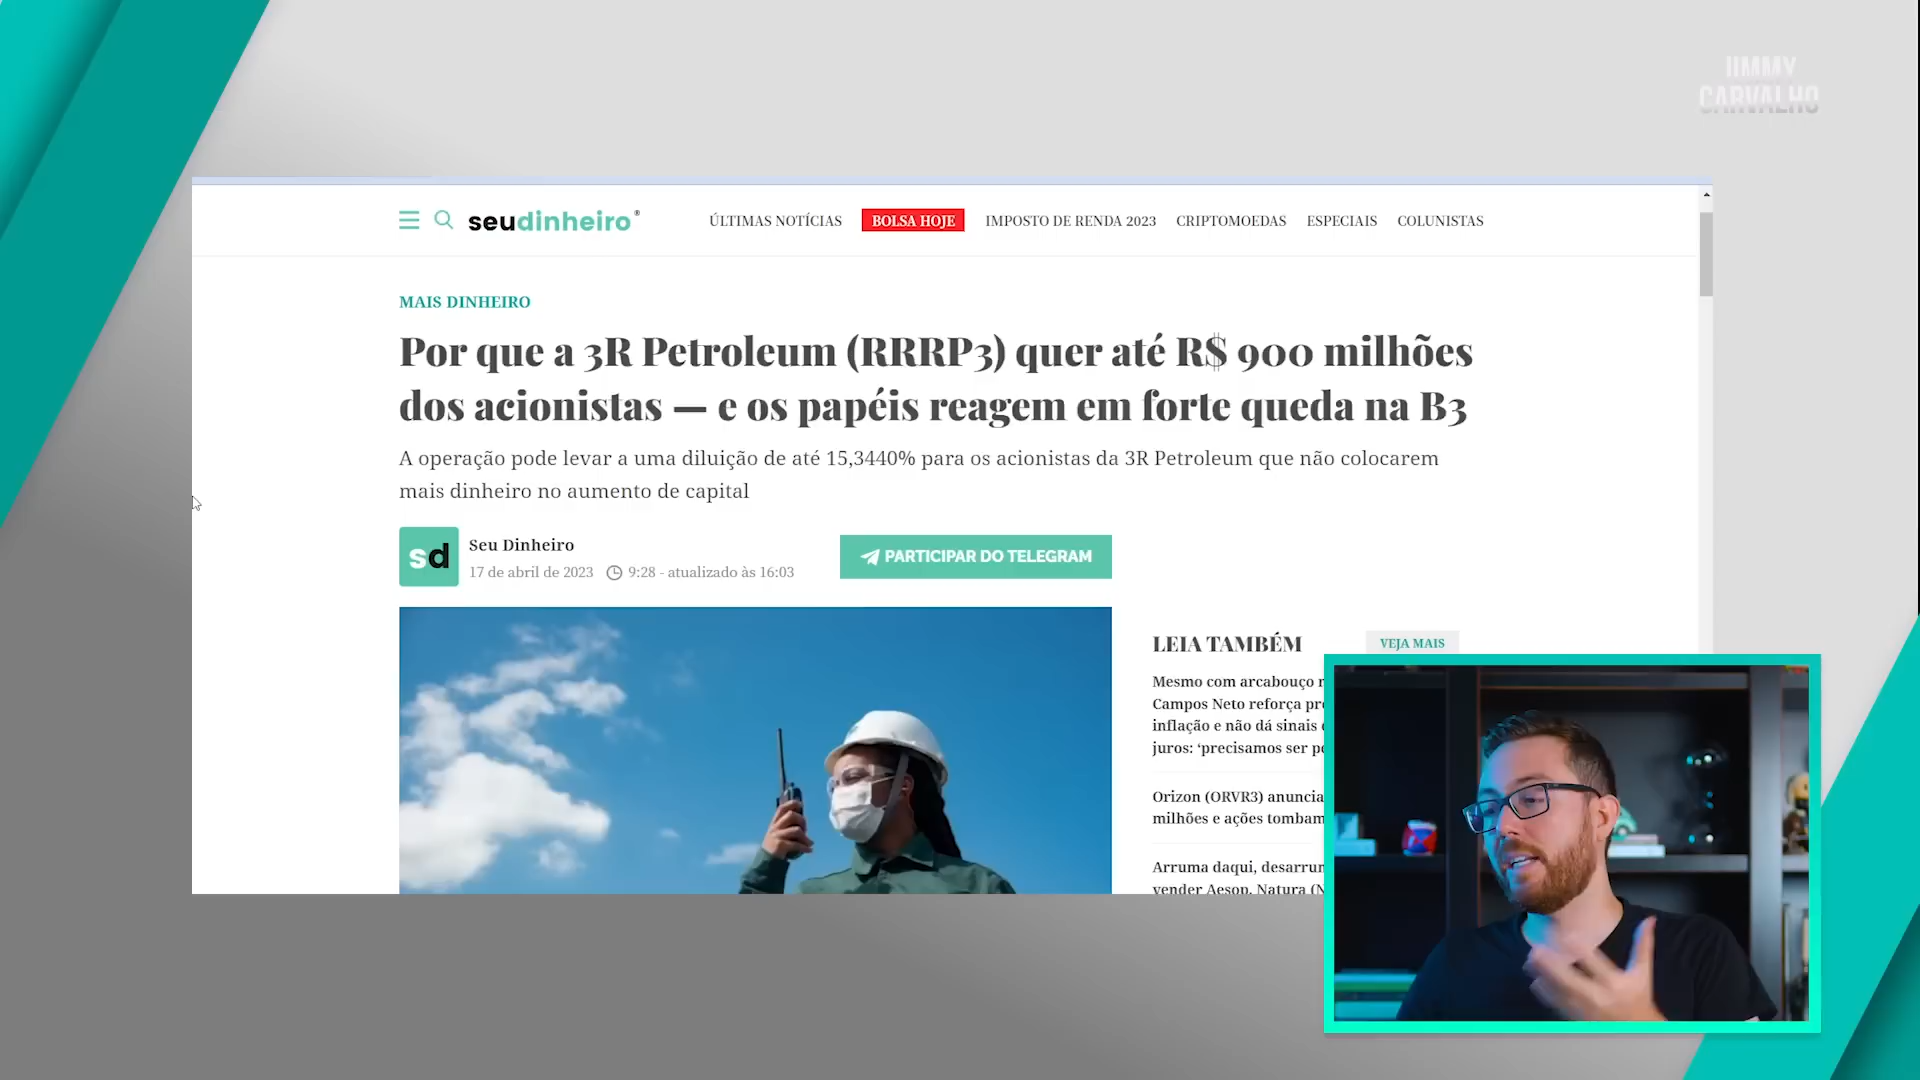 JIMMY
CARVALHO
seudinheiro®
ÚLTIMAS NOTÍCIAS
BOLSA HOJE
IMPOSTO DE RENDA 2023
CRIPTOMOEDAS
ESPECIAIS
COLUNISTAS
MAIS DINHEIRO
Por que a 3R Petroleum (RRRP3) quer até R$ 900 milhões
dos acionistas — e os papéis reagem em forte queda na B3
A operação pode levar a uma diluição de até 15,3440% para os acionistas da 3R Petroleum que não colocarem
mais dinheiro no aumento de capital
sd
Seu Dinheiro
17 de abril de 2023
9:28 - atualizado às 16:03
PARTICIPAR DO TELEGRAM
LEIA TAMBÉM
VEJA MAIS
Mesmo com arcabouço
Campos Neto reforça
inflação e não dá sinais
juros: ‘precisamos ser
Orizon (ORVR3) anuncia
milhões e ações tombam
Arruma daqui,
vender Aesop, Natura